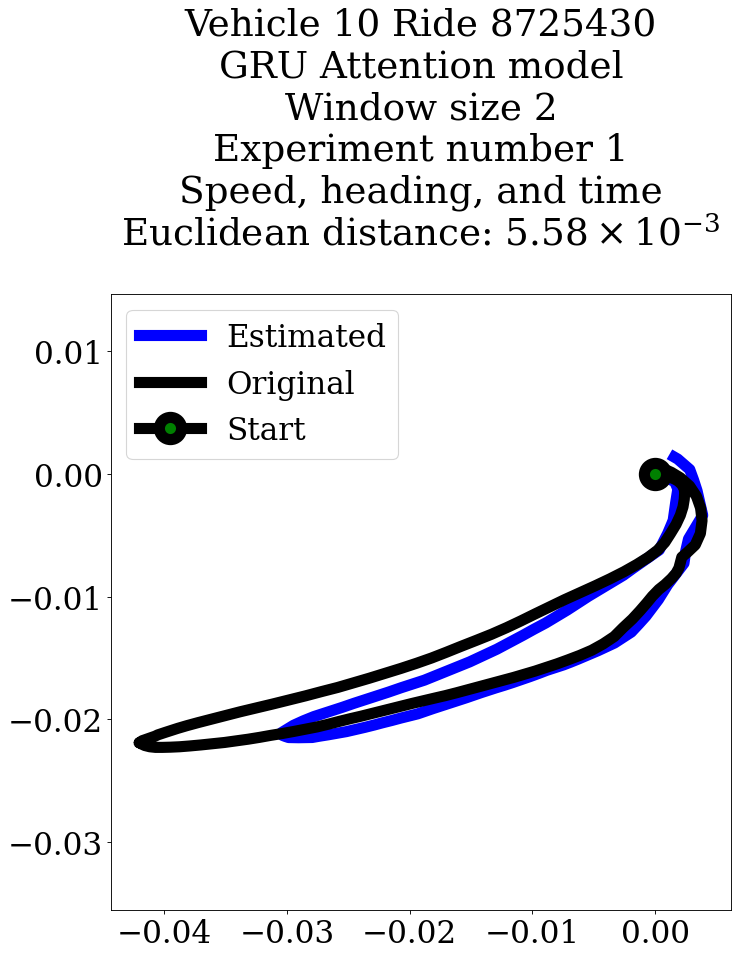 Vehicle 10 Ride 8725430
GRU Attention model
Window size 2
Experiment number 1
Speed, heading, and time
Euclidean distance: 5.58 × 10⁻³
Estimated
Original
Start
0.01
0.00
−0.01
−0.02
−0.03
−0.04 −0.03 −0.02 −0.01 0.00